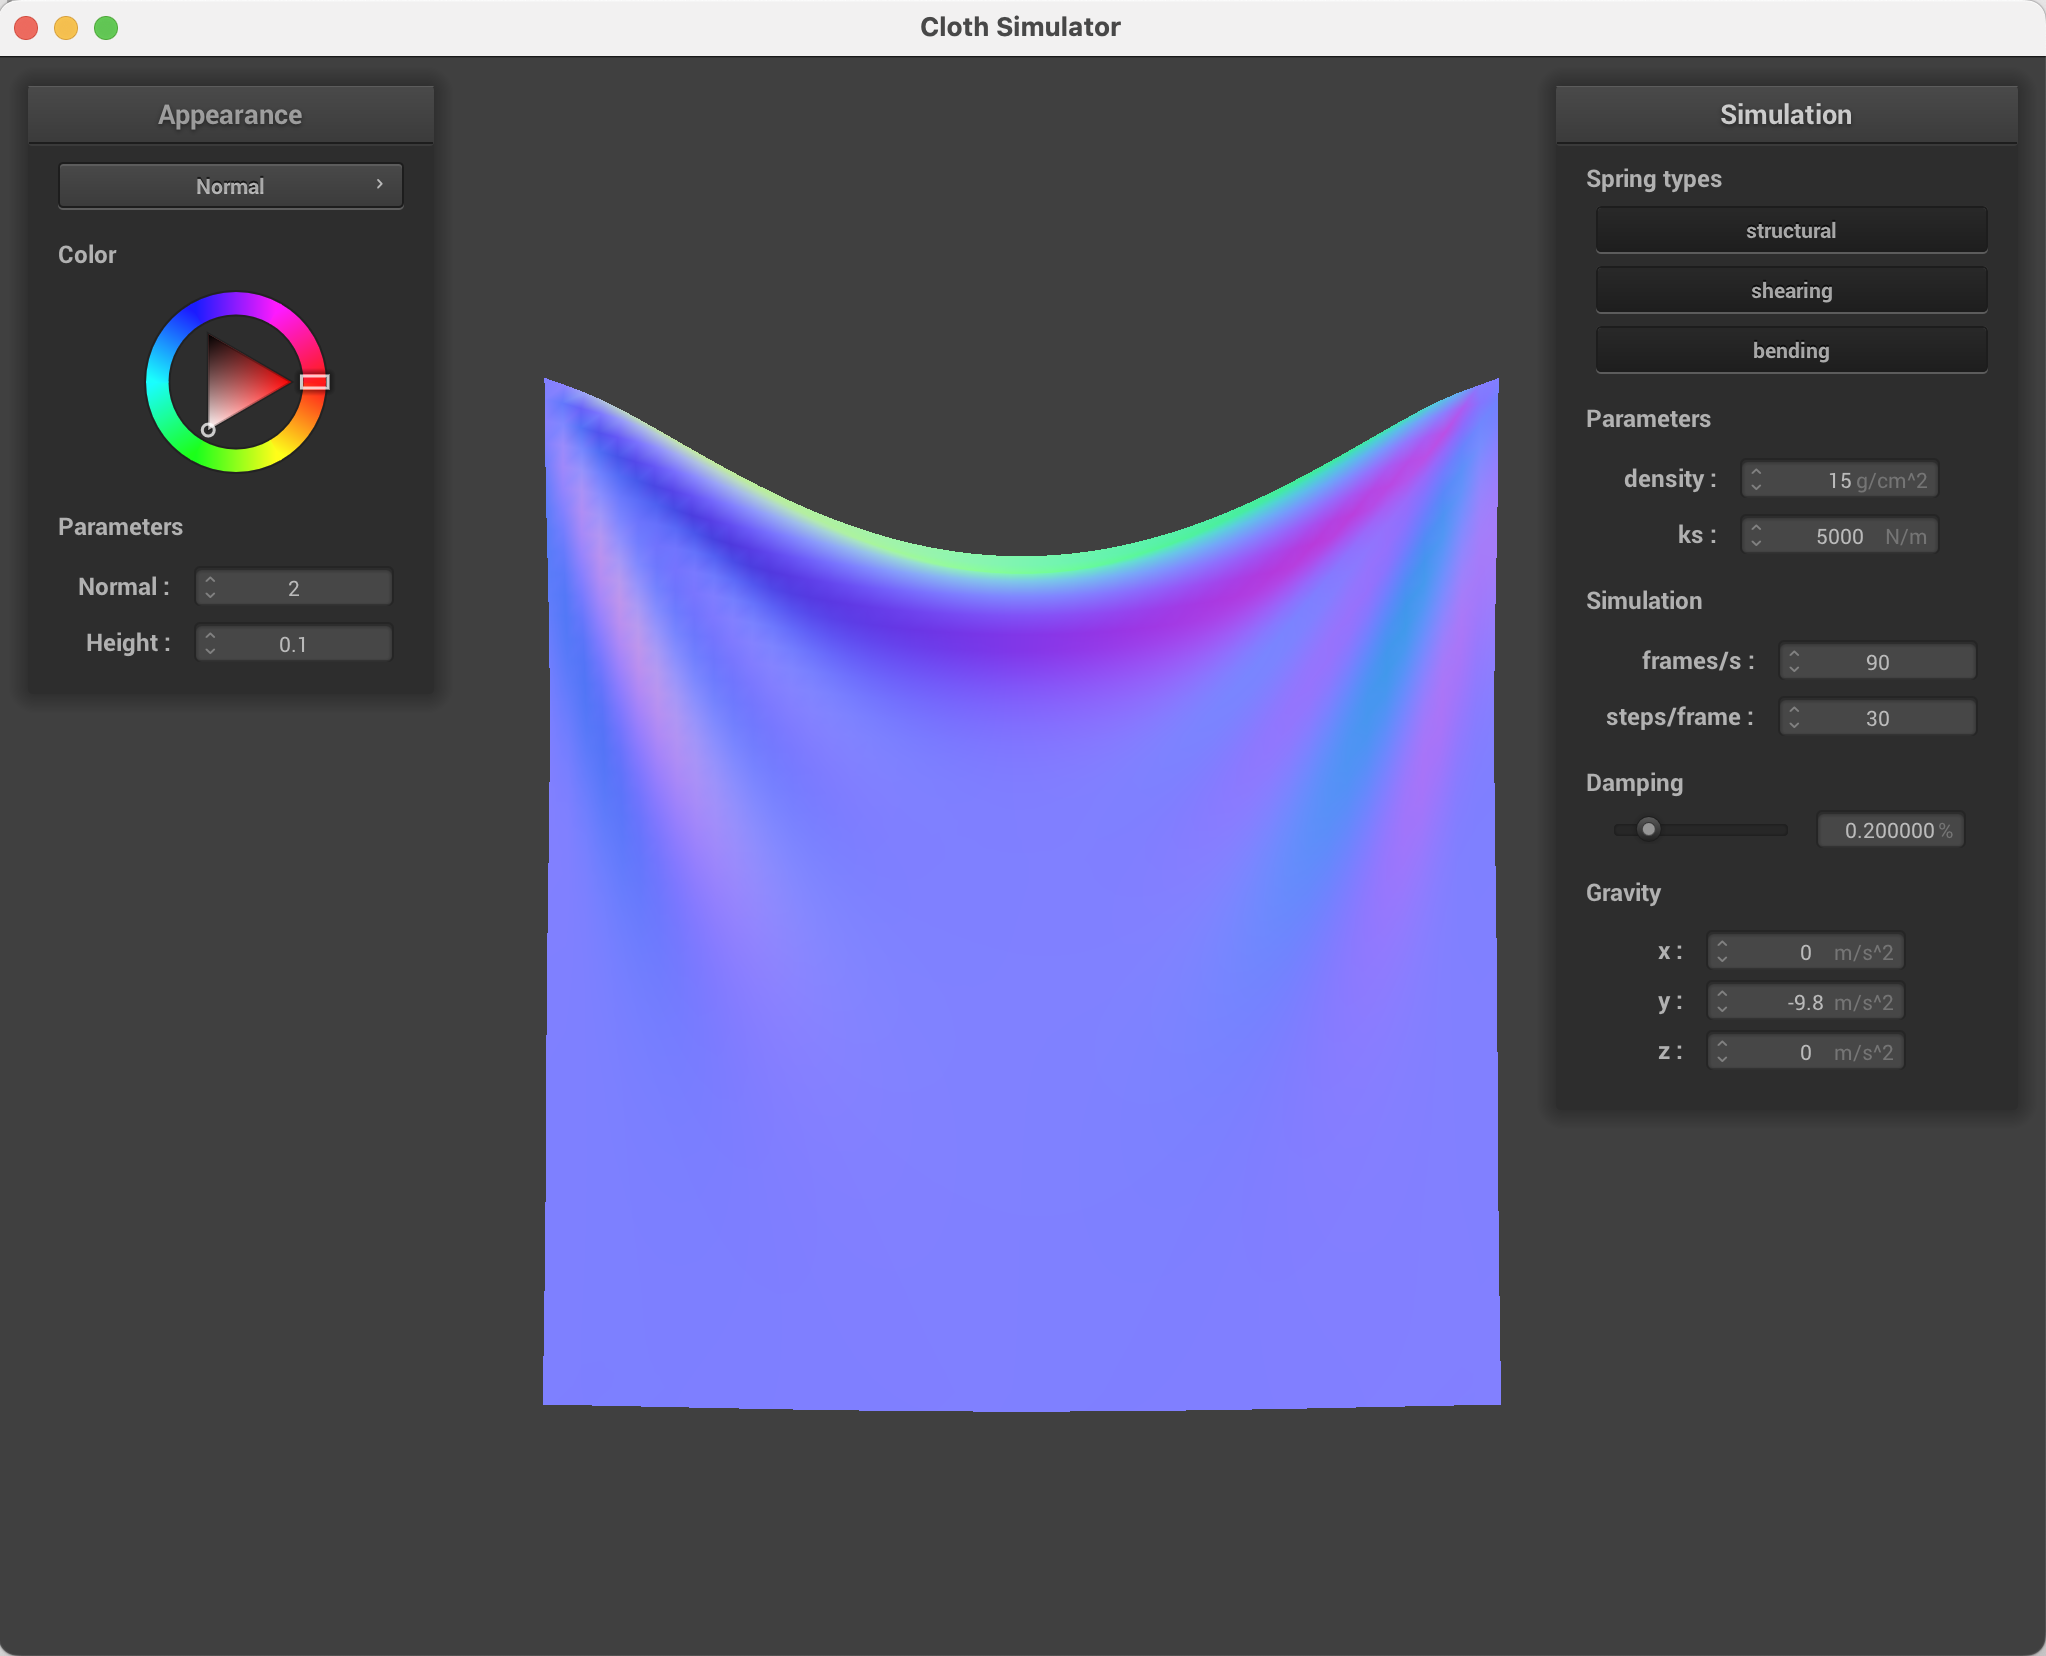 Cloth Simulator
Appearance
Normal
Color
Parameters
Normal : 2
Height : 0.1
Simulation
Spring types
structural
shearing
bending
Parameters
density : 15 g/cm^2
ks : 5000 N/m
Simulation
frames/s : 90
steps/frame : 30
Damping
0.200000 %
Gravity
x : 0 m/s^2
y : -9.8 m/s^2
z : 0 m/s^2